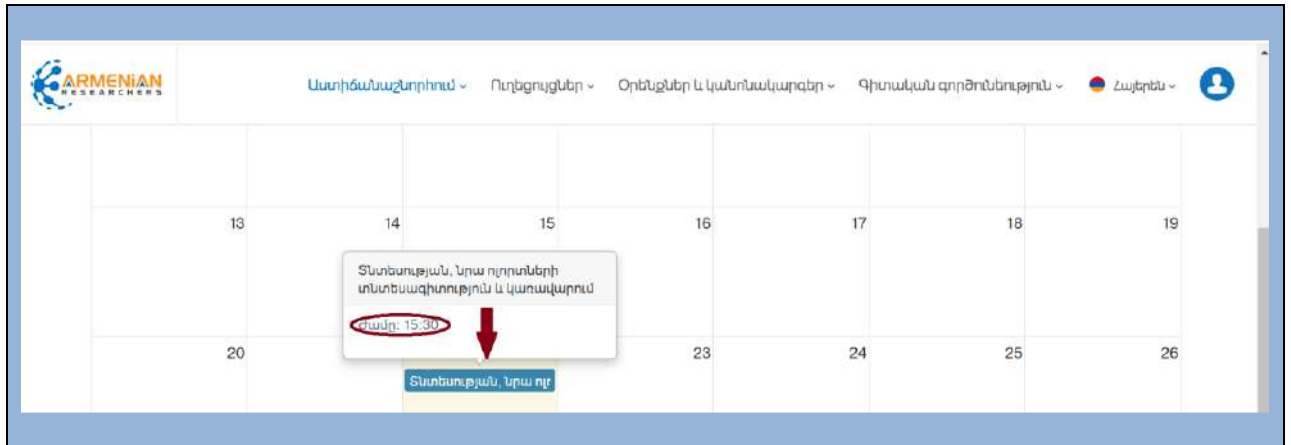 ARMENIAN
RESEARCHERS
Աստիճանաշնորհում Ուղեցույցներ Օրենքներ և կանոնակարգեր Գիտական գործունեություն Հայերեն
13 14 15 16 17 18 19
Տնտեսության, նրա ոլորտների
տնտեսագիտություն և կառավարում
Ժամը: 15:30
20 23 24 25 26
Տնտեսության, նրա ոլր